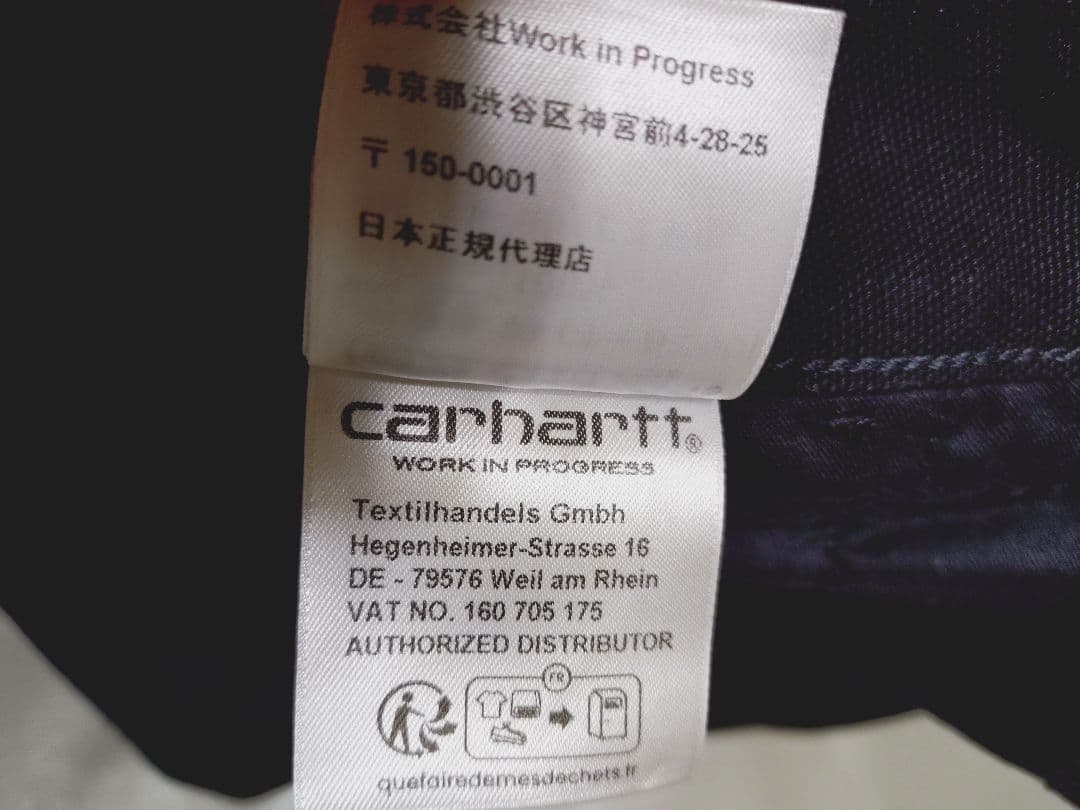 株式会社Work in Progress
東京都渋谷区神宮前4-28-25
〒 150-0001
日本正規代理店
carhartt®
WORK IN PROGRESS
Textilhandels Gmbh
Hegenheimer-Strasse 16
DE - 79576 Weil am Rhein
VAT NO. 160 705 175
AUTHORIZED DISTRIBUTOR
FR
quefairedemesdechets.fr